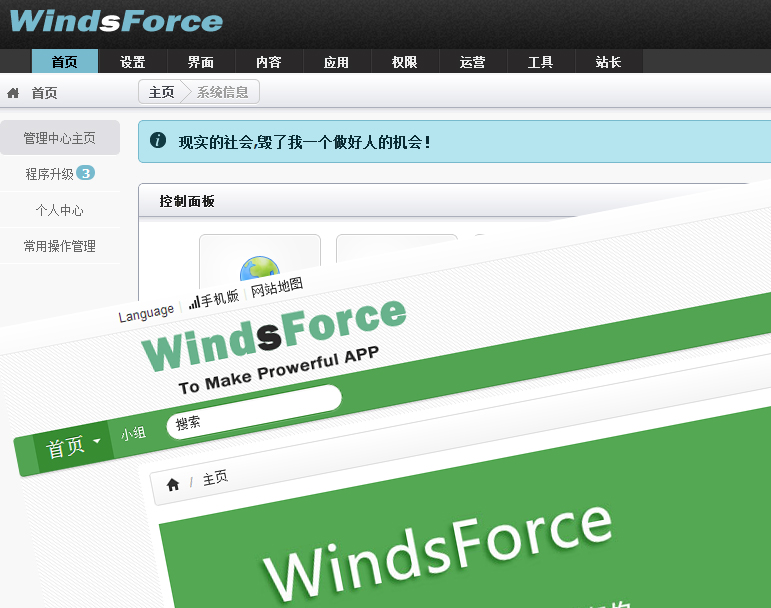 WindsForce
首页 设置 界面 内容 应用 权限 运营 工具 站长
首页 主页 系统信息
管理中心主页
现实的社会,毁了我一个做好人的机会!
程序升级 3
控制面板
个人中心
常用操作管理
Language 手机版 网站地图
WindsForce
To Make Prowerful APP
首页 小组 搜索
/ 主页
WindsForce